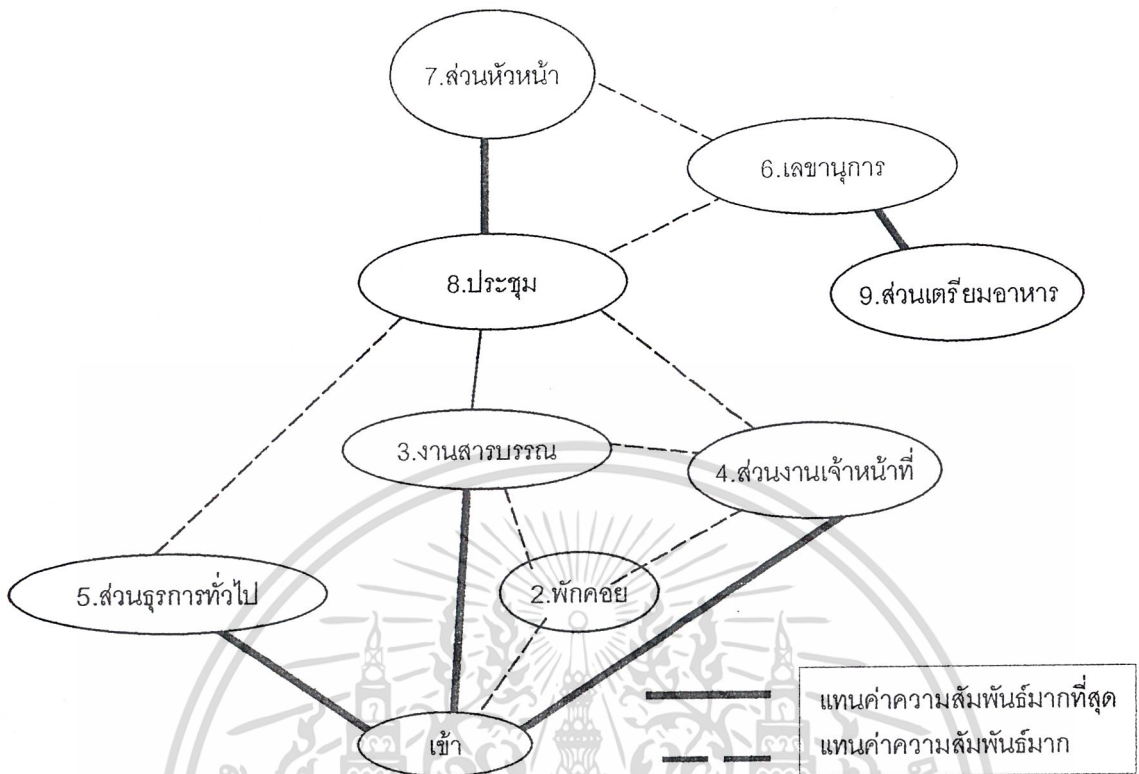 7.ส่วนหัวหน้า
6.เลขานุการ
8.ประชุม
9.ส่วนเตรียมอาหาร
3.งานสารบรรณ
4.ส่วนงานเจ้าหน้าที่
5.ส่วนธุรการทั่วไป
2.พักคอย
เข้า
แทนค่าความสัมพันธ์มากที่สุด
แทนค่าความสัมพันธ์มาก